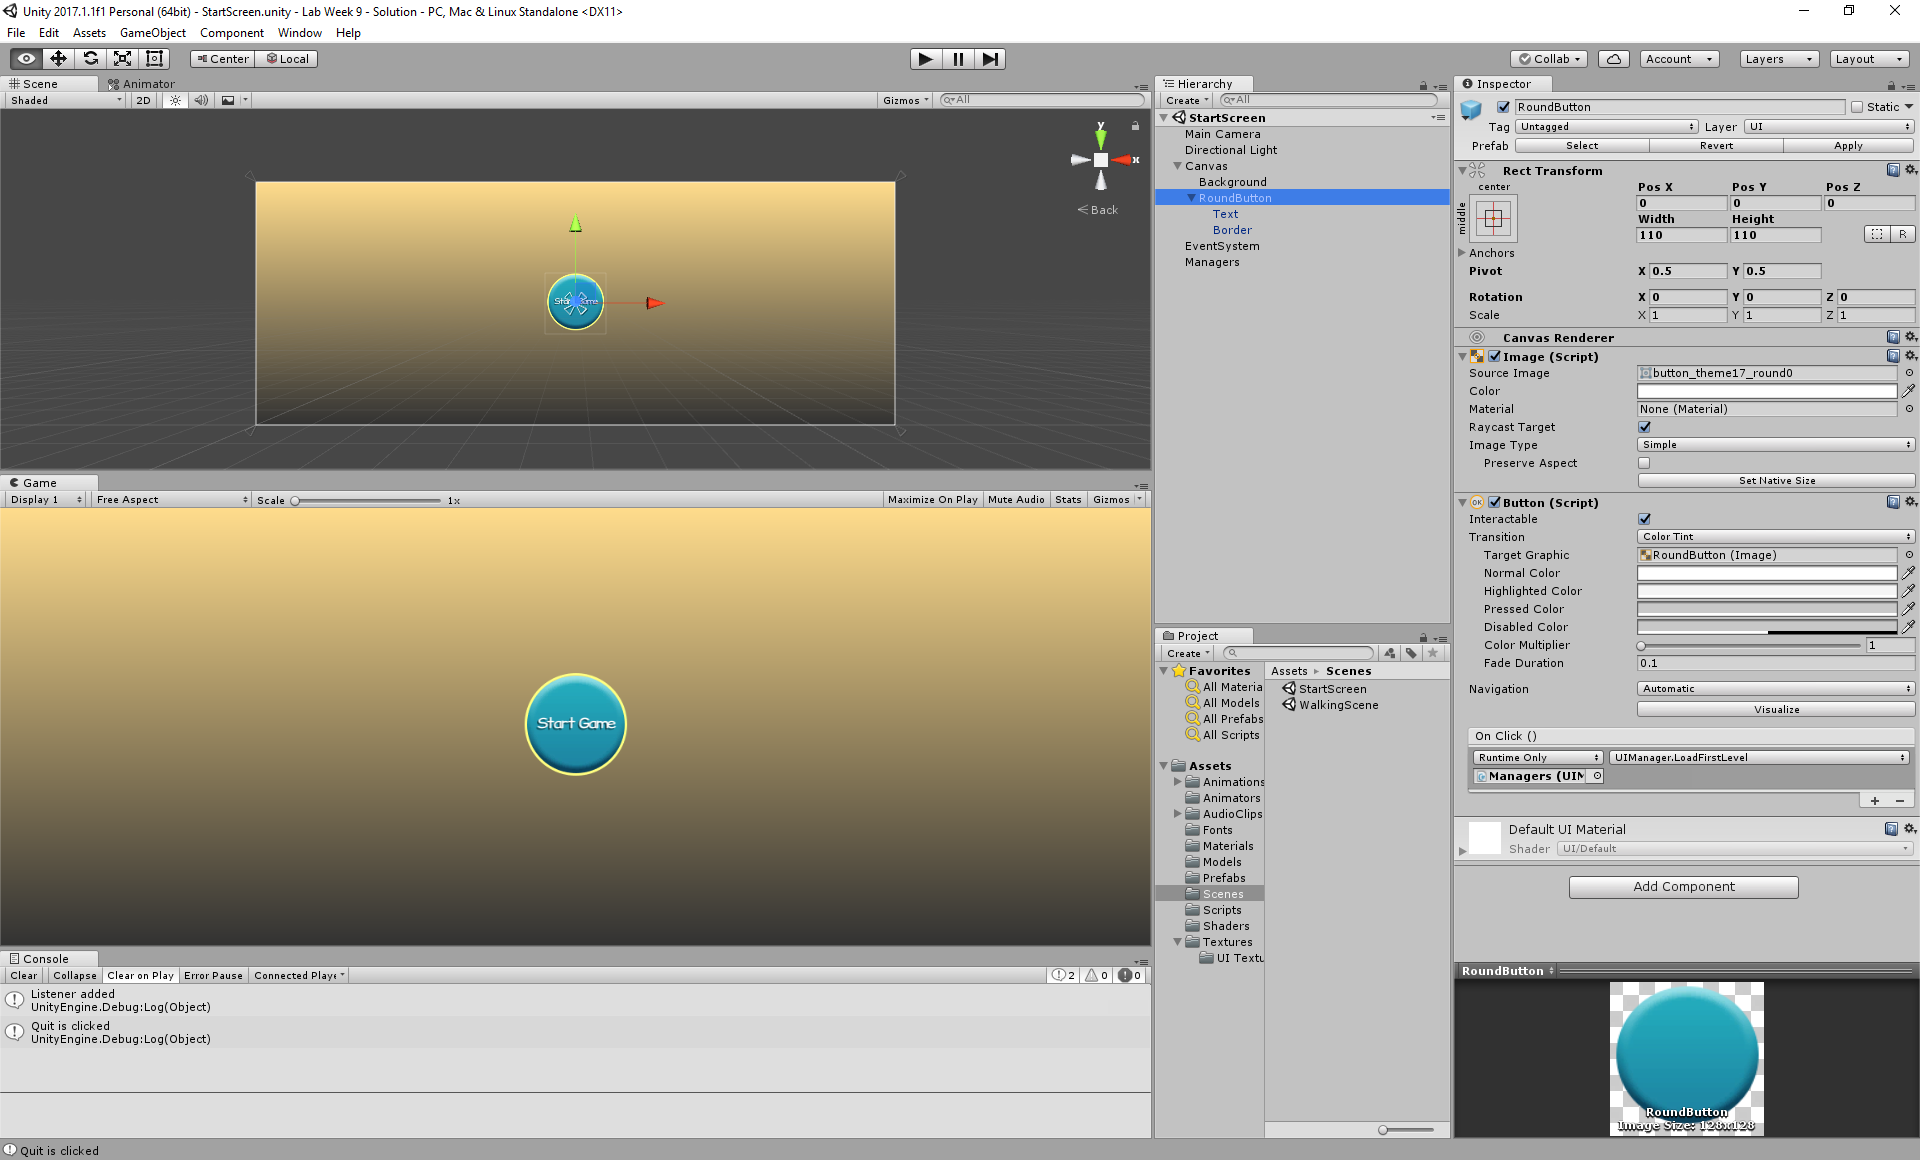 Unity 2017.1.1f1 Personal (64bit) - StartScreen.unity - Lab Week 9 - Solution - PC, Mac & Linux Standalone <DX11>
File Edit Assets GameObject Component Window Help
Center Local
Collab Account Layers Layout
Scene Animator
Shaded 2D Gizmos All
y
x
Back
Start Game
Game
Display 1 Free Aspect Scale 1x Maximize On Play Mute Audio Stats Gizmos
Start Game
Console
Clear Collapse Clear on Play Error Pause Connected Playe 2 0 0
Listener added
UnityEngine.Debug:Log(Object)
Quit is clicked
UnityEngine.Debug:Log(Object)
Quit is clicked
Hierarchy
Create All
StartScreen
Main Camera
Directional Light
Canvas
Background
RoundButton
Text
Border
EventSystem
Managers
Project
Create
Favorites
All Materia
All Models
All Prefabs
All Scripts
Assets
Animations
Animators
AudioClips
Fonts
Materials
Models
Prefabs
Scenes
Scripts
Shaders
Textures
UI Textu
Assets Scenes
StartScreen
WalkingScene
Inspector
RoundButton Static
Tag Untagged Layer UI
Prefab Select Revert Apply
Rect Transform
center
middle
Pos X Pos Y Pos Z
0 0 0
Width Height
110 110
R
Anchors
Pivot X 0.5 Y 0.5
Rotation X 0 Y 0 Z 0
Scale X 1 Y 1 Z 1
Canvas Renderer
Image (Script)
Source Image button_theme17_round0
Color
Material None (Material)
Raycast Target
Image Type Simple
Preserve Aspect
Set Native Size
OK Button (Script)
Interactable
Transition Color Tint
Target Graphic RoundButton (Image)
Normal Color
Highlighted Color
Pressed Color
Disabled Color
Color Multiplier 1
Fade Duration 0.1
Navigation Automatic
Visualize
On Click ()
Runtime Only UIManager.LoadFirstLevel
Managers (UIM
Default UI Material
Shader UI/Default
Add Component
RoundButton
RoundButton
Image Size: 128x128